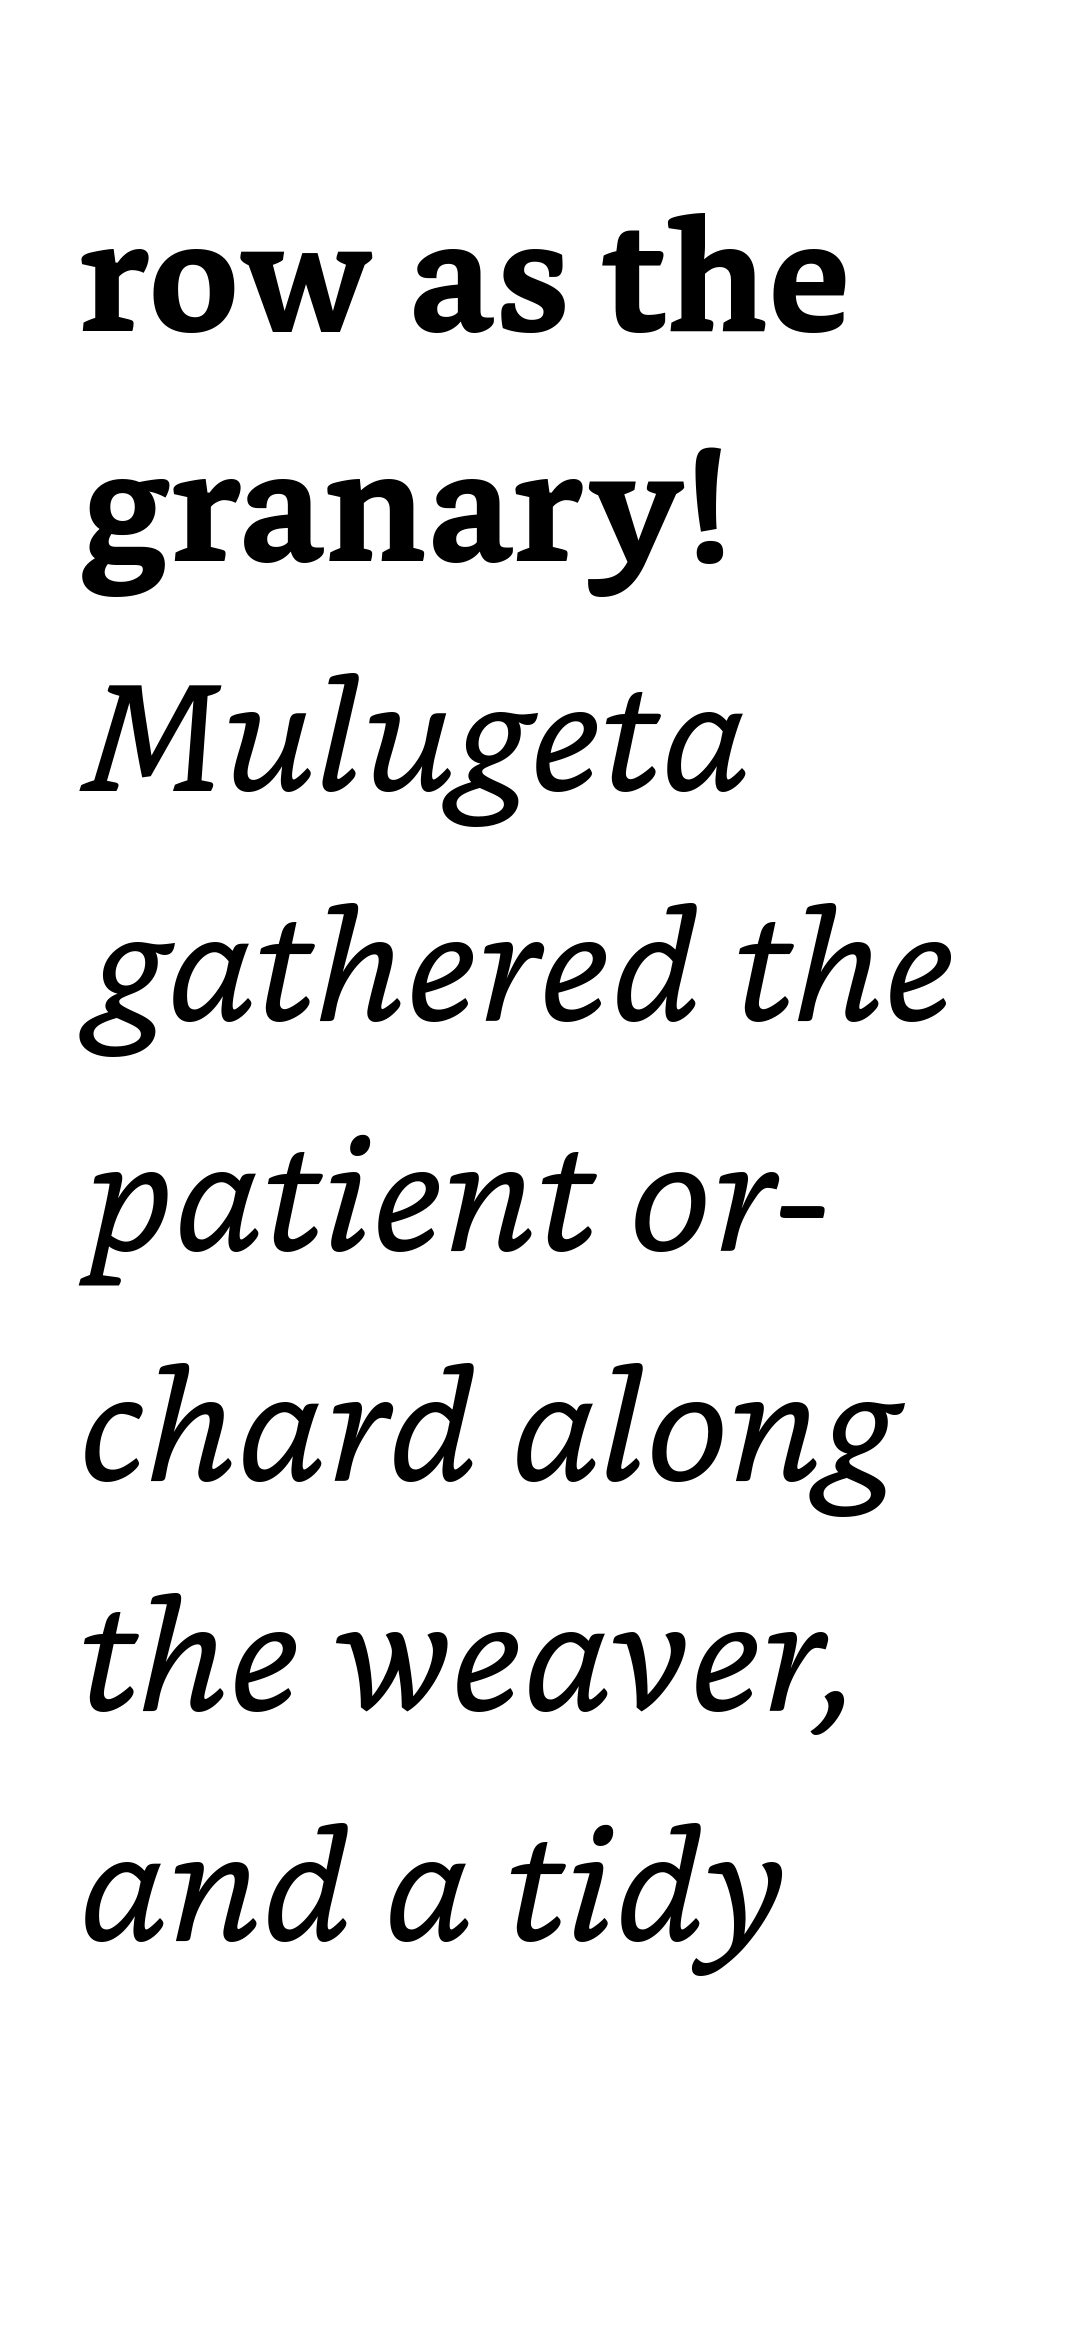 row as the
granary!
Mulugeta
gathered the
patient or-
chard along
the weaver,
and a tidy